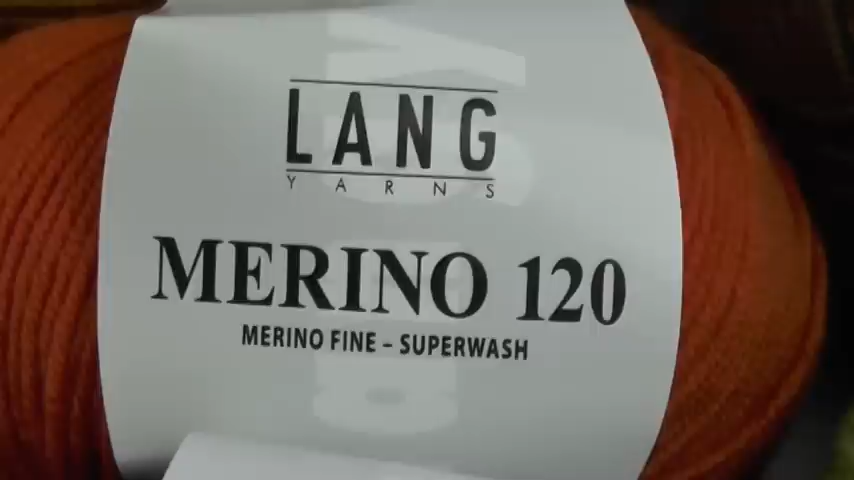 LANG
YARNS
MERINO 120
MERINO FINE – SUPERWASH